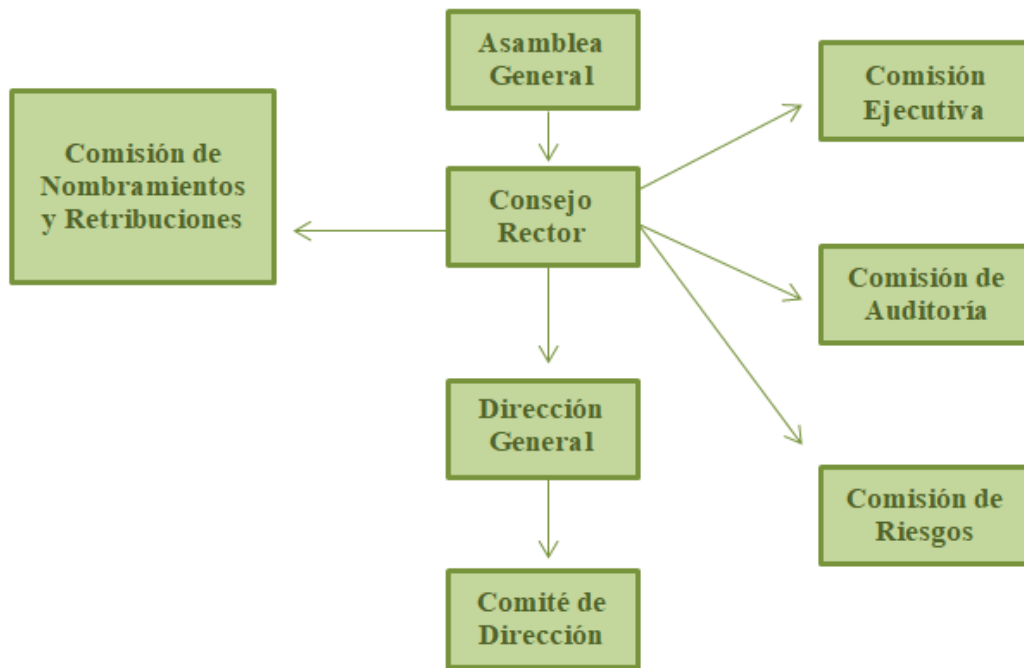 Asamblea
General
Comisión
Ejecutiva
Comisión de
Nombramientos
y Retribuciones
Consejo
Rector
Comisión de
Auditoría
Dirección
General
Comisión de
Riesgos
Comité de
Dirección